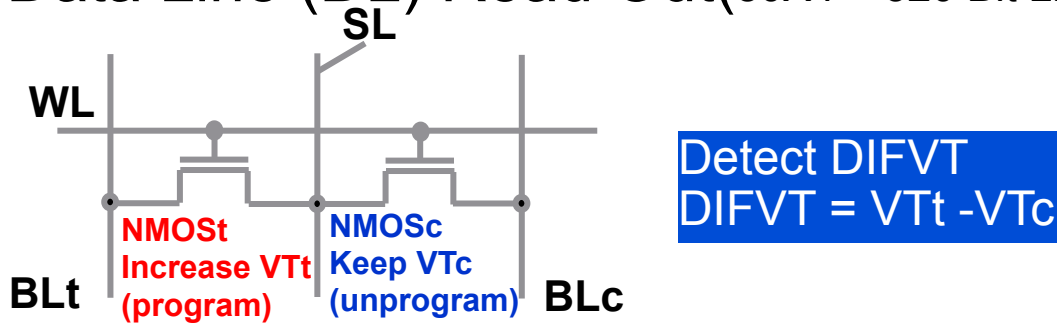 SL
WL
Detect DIFVT
DIFVT = VTt -VTc
NMOSt
Increase VTt
(program)
NMOSc
Keep VTc
(unprogram)
BLt
BLc